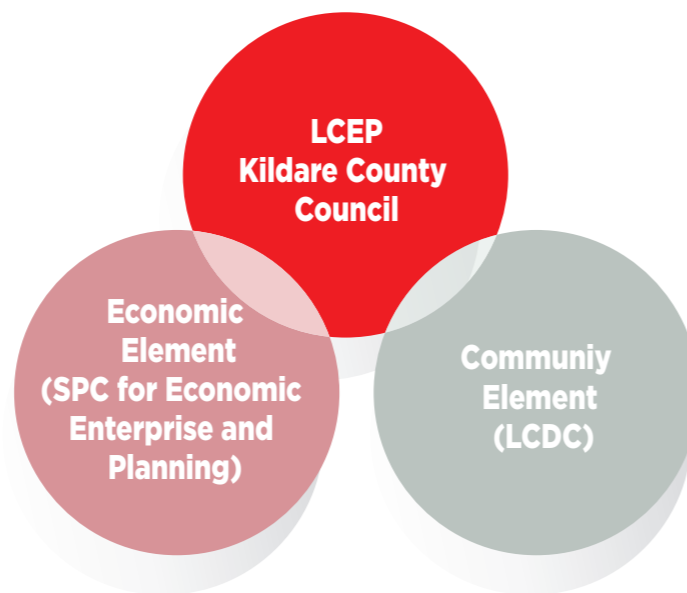 LCEP
Kildare County
Council
Economic
Element
(SPC for Economic
Enterprise and
Planning)
Communiy
Element
(LCDC)